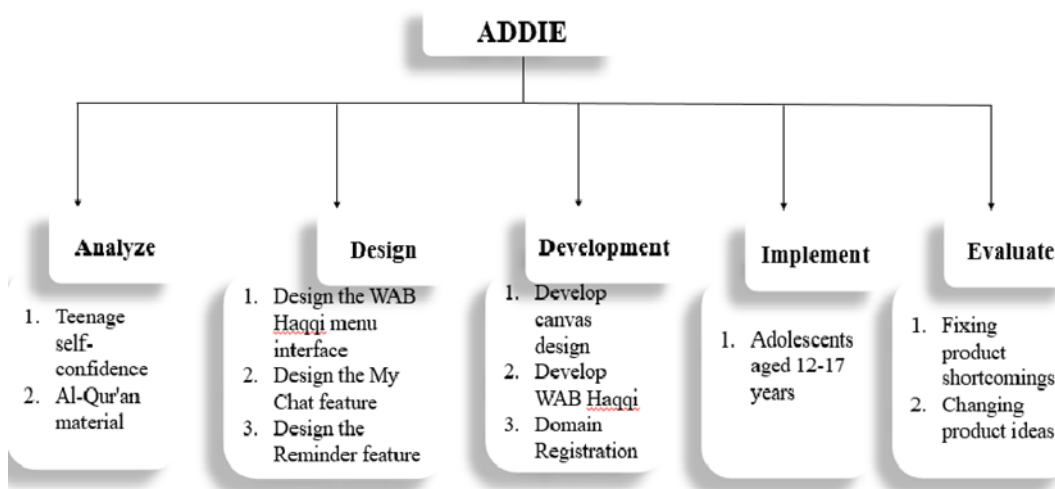 ADDIE
Analyze
1. Teenage
self-
confidence
2. Al-Qur'an
material
Design
1. Design the WAB
Haqqi menu
interface
2. Design the My
Chat feature
3. Design the
Reminder feature
Development
1. Develop
canvas
design
2. Develop
WAB Haqqi
3. Domain
Registration
Implement
1. Adolescents
aged 12-17
years
Evaluate
1. Fixing
product
shortcomings
2. Changing
product ideas